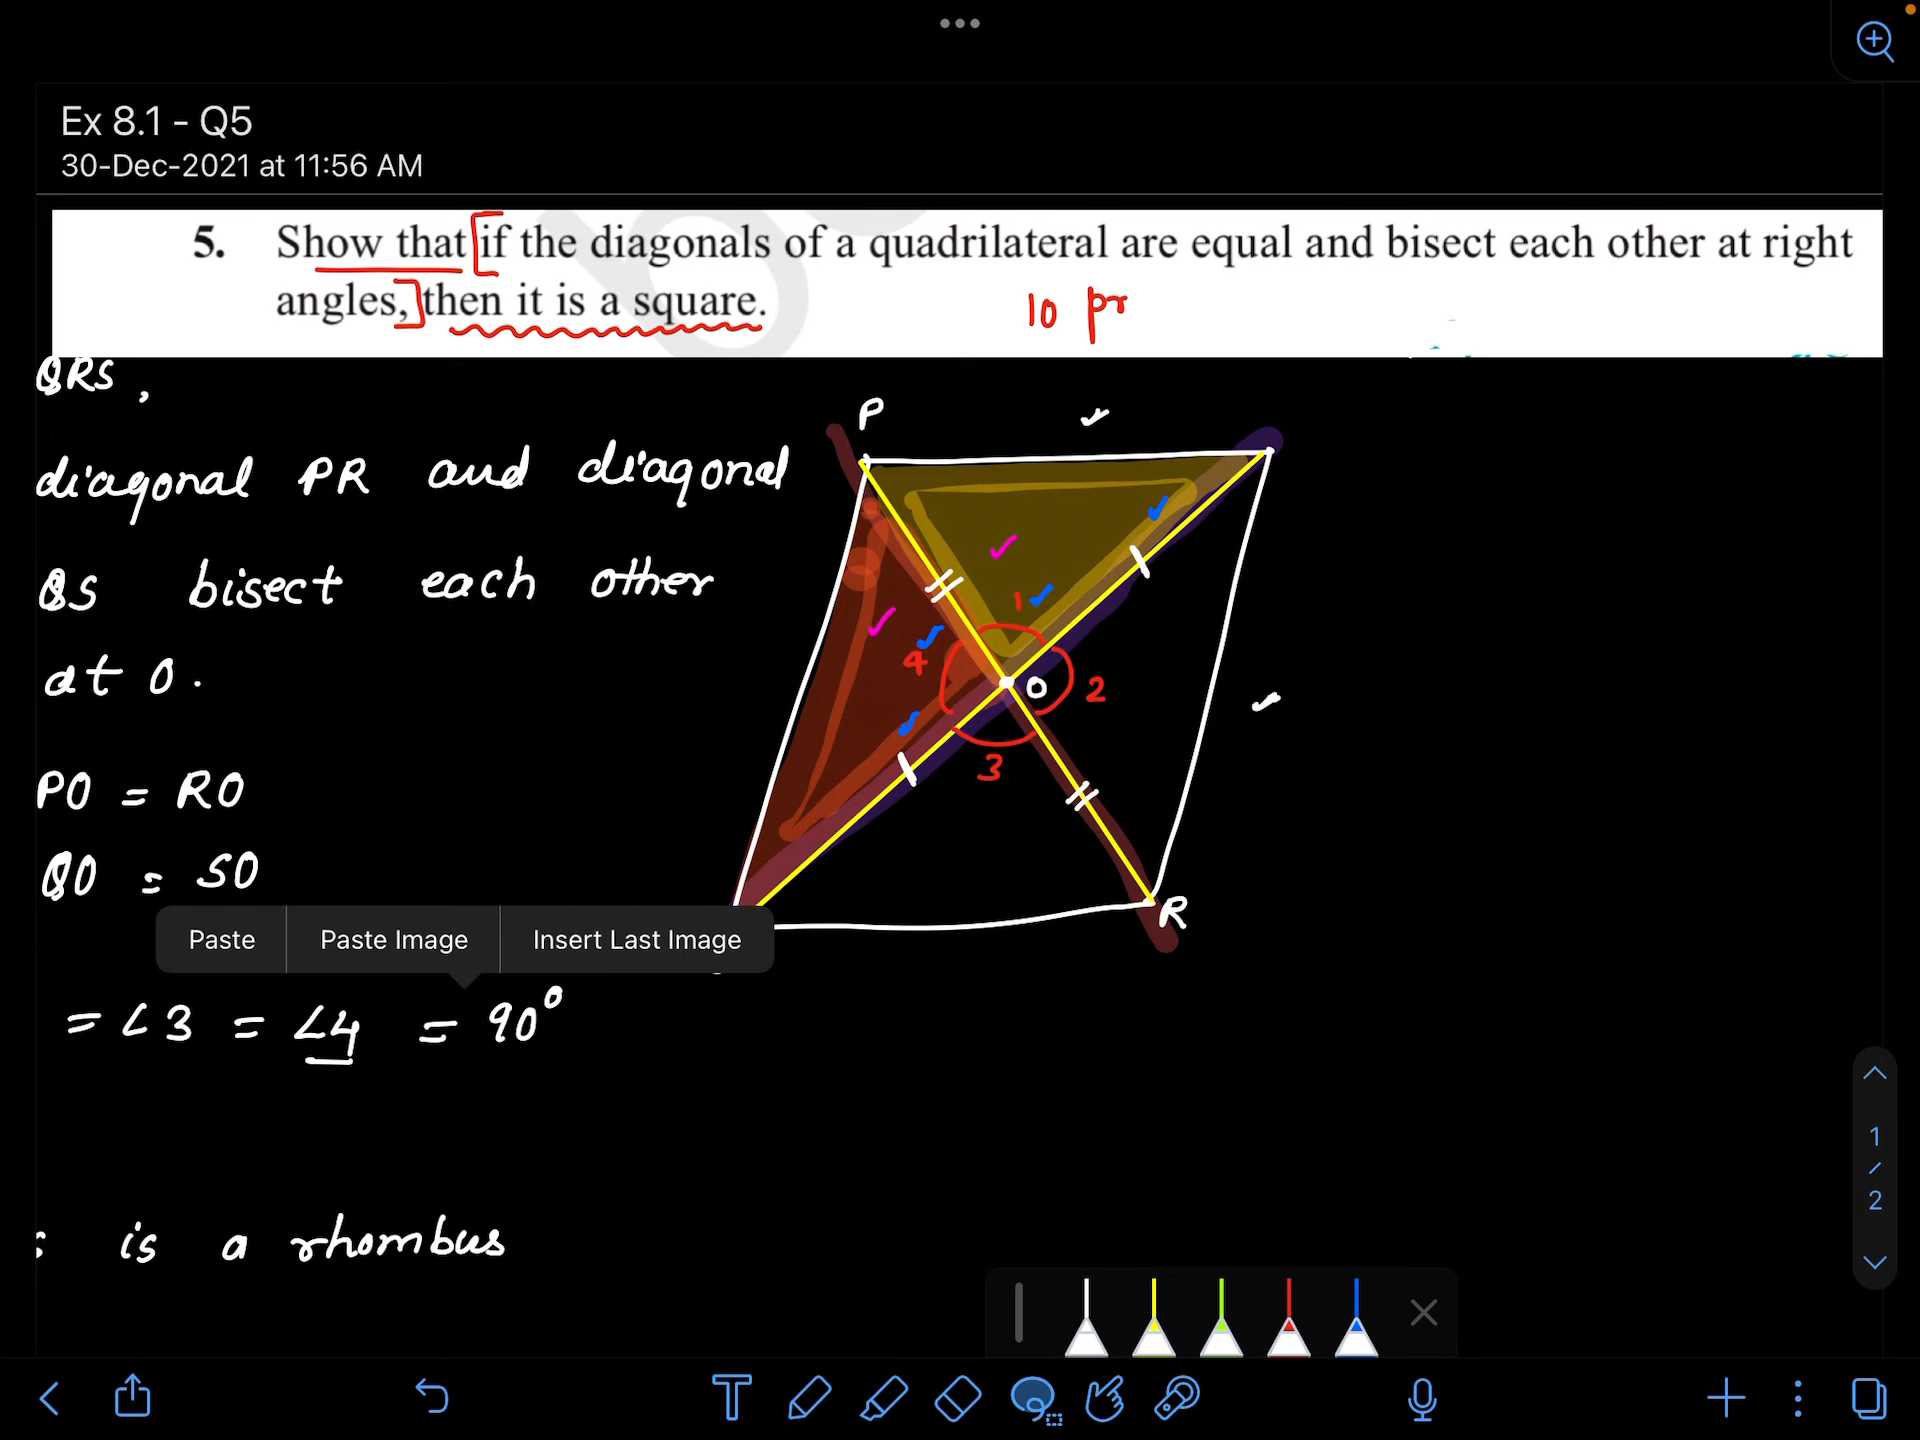 Ex 8.1 - Q5
30-Dec-2021 at 11:56 AM
5. Show that if the diagonals of a quadrilateral are equal and bisect each other at right
angles, then it is a square.
10 pr
QRS,
diagonal PR and diagonal
QS bisect each other
at O.
PO = RO
QO = SO
Paste Paste Image Insert Last Image
= ∠3 = ∠4 = 90°
is a rhombus
P
1
4
O
2
3
R
1
/
2